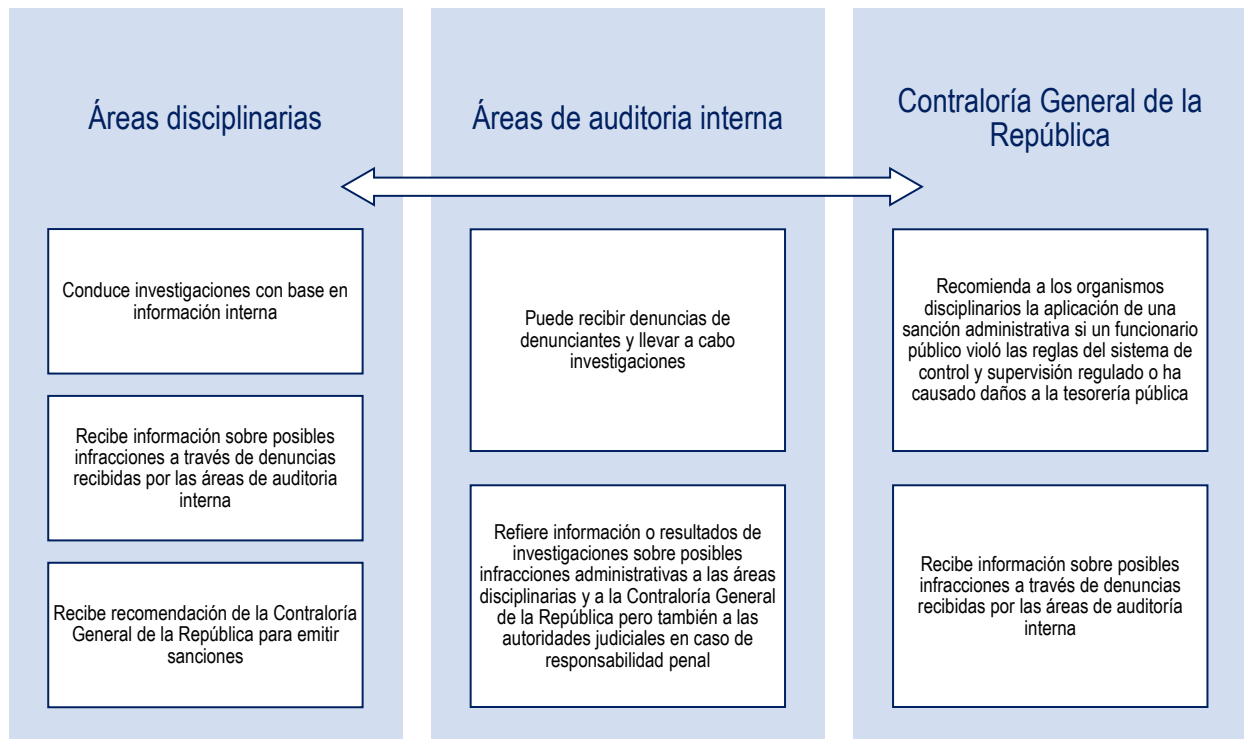 Áreas disciplinarias
Conduce investigaciones con base en
información interna
Recibe información sobre posibles
infracciones a través de denuncias
recibidas por las áreas de auditoria
interna
Recibe recomendación de la Contraloría
General de la República para emitir
sanciones
Áreas de auditoria interna
Puede recibir denuncias de
denunciantes y llevar a cabo
investigaciones
Refiere información o resultados de
investigaciones sobre posibles
infracciones administrativas a las áreas
disciplinarias y a la Contraloría General
de la República pero también a las
autoridades judiciales en caso de
responsabilidad penal
Contraloría General de la
República
Recomienda a los organismos
disciplinarios la aplicación de una
sanción administrativa si un funcionario
público violó las reglas del sistema de
control y supervisión regulado o ha
causado daños a la tesorería pública
Recibe información sobre posibles
infracciones a través de denuncias
recibidas por las áreas de auditoría
interna